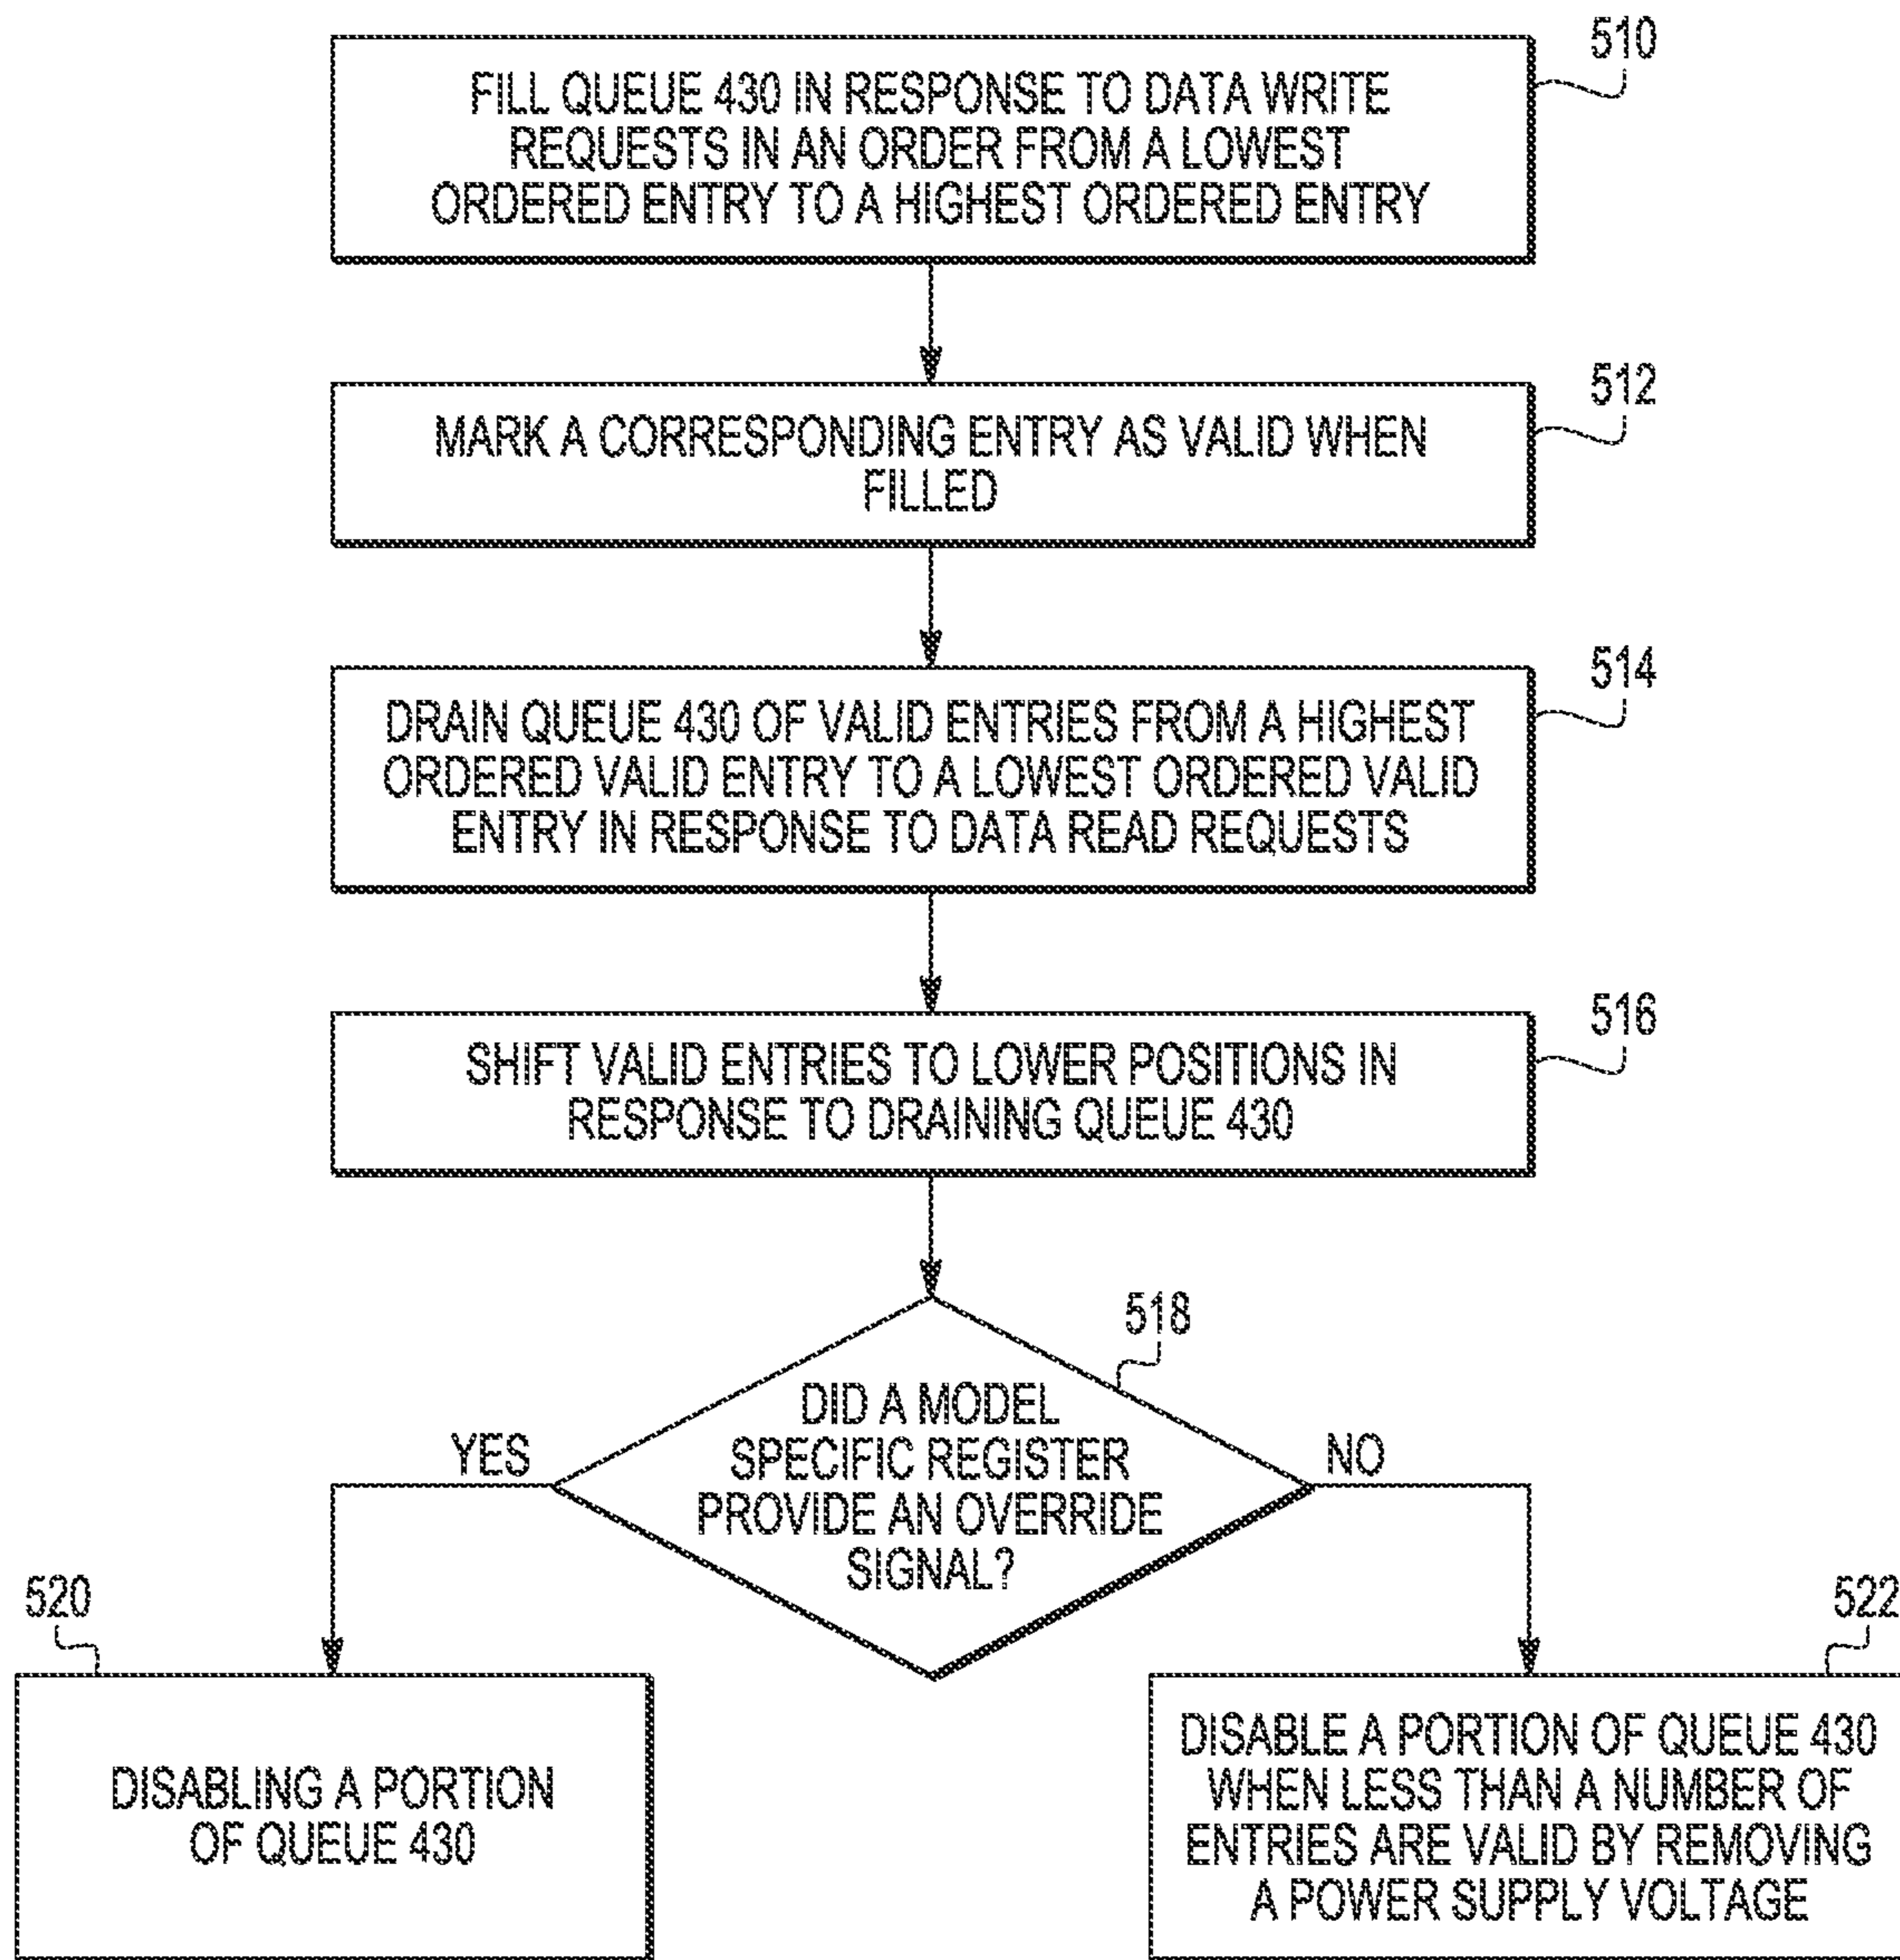 510
FILL QUEUE 430 IN RESPONSE TO DATA WRITE
REQUESTS IN AN ORDER FROM A LOWEST
ORDERED ENTRY TO A HIGHEST ORDERED ENTRY
512
MARK A CORRESPONDING ENTRY AS VALID WHEN
FILLED
514
DRAIN QUEUE 430 OF VALID ENTRIES FROM A HIGHEST
ORDERED VALID ENTRY TO A LOWEST ORDERED VALID
ENTRY IN RESPONSE TO DATA READ REQUESTS
516
SHIFT VALID ENTRIES TO LOWER POSITIONS IN
RESPONSE TO DRAINING QUEUE 430
518
DID A MODEL
SPECIFIC REGISTER
PROVIDE AN OVERRIDE
SIGNAL?
YES
NO
520
DISABLING A PORTION
OF QUEUE 430
522
DISABLE A PORTION OF QUEUE 430
WHEN LESS THAN A NUMBER OF
ENTRIES ARE VALID BY REMOVING
A POWER SUPPLY VOLTAGE